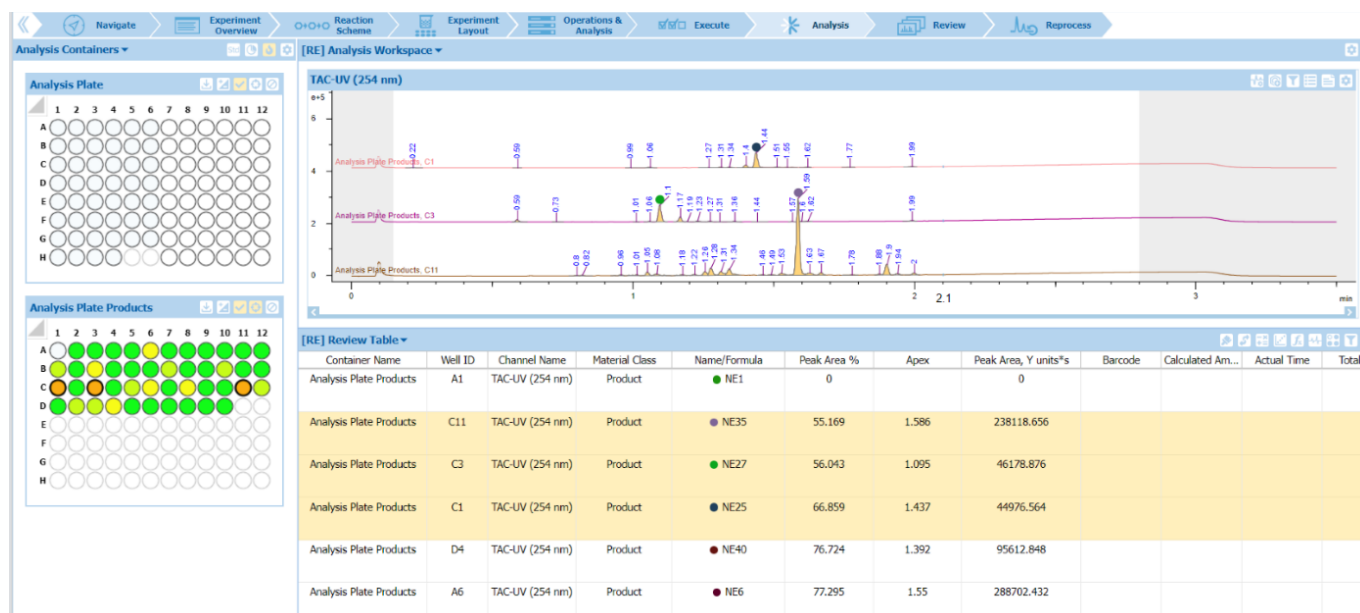 Navigate
Experiment Overview
Reaction Scheme
Experiment Layout
Operations & Analysis
Execute
Analysis
Review
Reprocess
Analysis Containers
[RE] Analysis Workspace
Analysis Plate
1 2 3 4 5 6 7 8 9 10 11 12
A
B
C
D
E
F
G
H
Analysis Plate Products
1 2 3 4 5 6 7 8 9 10 11 12
A
B
C
D
E
F
G
H
TAC-UV (254 nm)
e+5
6
4
2
0
Analysis Plate Products, C1
0.22 0.59 0.99 1.06 1.27 1.31 1.34 1.4 1.44 1.51 1.55 1.62 1.77 1.99
Analysis Plate Products, C3
0.59 0.73 1.01 1.06 1.1 1.17 1.19 1.23 1.27 1.31 1.36 1.44 1.57 1.59 1.6 1.62 1.99
Analysis Plate Products, C11
0.8 0.82 0.96 1.01 1.05 1.08 1.18 1.22 1.26 1.28 1.31 1.34 1.46 1.49 1.53 1.63 1.67 1.78 1.88 1.9 1.94 2
0 1 2 2.1 3 min
[RE] Review Table
Container Name Well ID Channel Name Material Class Name/Formula Peak Area % Apex Peak Area, Y units*s Barcode Calculated Am... Actual Time Total
Analysis Plate Products A1 TAC-UV (254 nm) Product NE1 0 0
Analysis Plate Products C11 TAC-UV (254 nm) Product NE35 55.169 1.586 238118.656
Analysis Plate Products C3 TAC-UV (254 nm) Product NE27 56.043 1.095 46178.876
Analysis Plate Products C1 TAC-UV (254 nm) Product NE25 66.859 1.437 44976.564
Analysis Plate Products D4 TAC-UV (254 nm) Product NE40 76.724 1.392 95612.848
Analysis Plate Products A6 TAC-UV (254 nm) Product NE6 77.295 1.55 288702.432